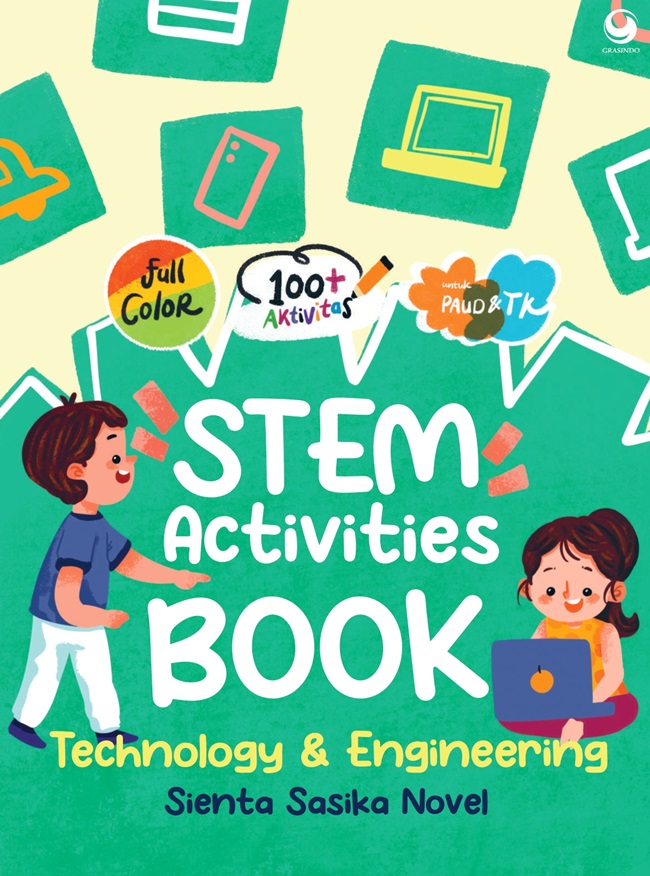 GRASINDO
full
Color
100+
AKtivitas
untuk
PAUD & TK
STEM
Activities
BOOK
Technology & Engineering
Sienta Sasika Novel